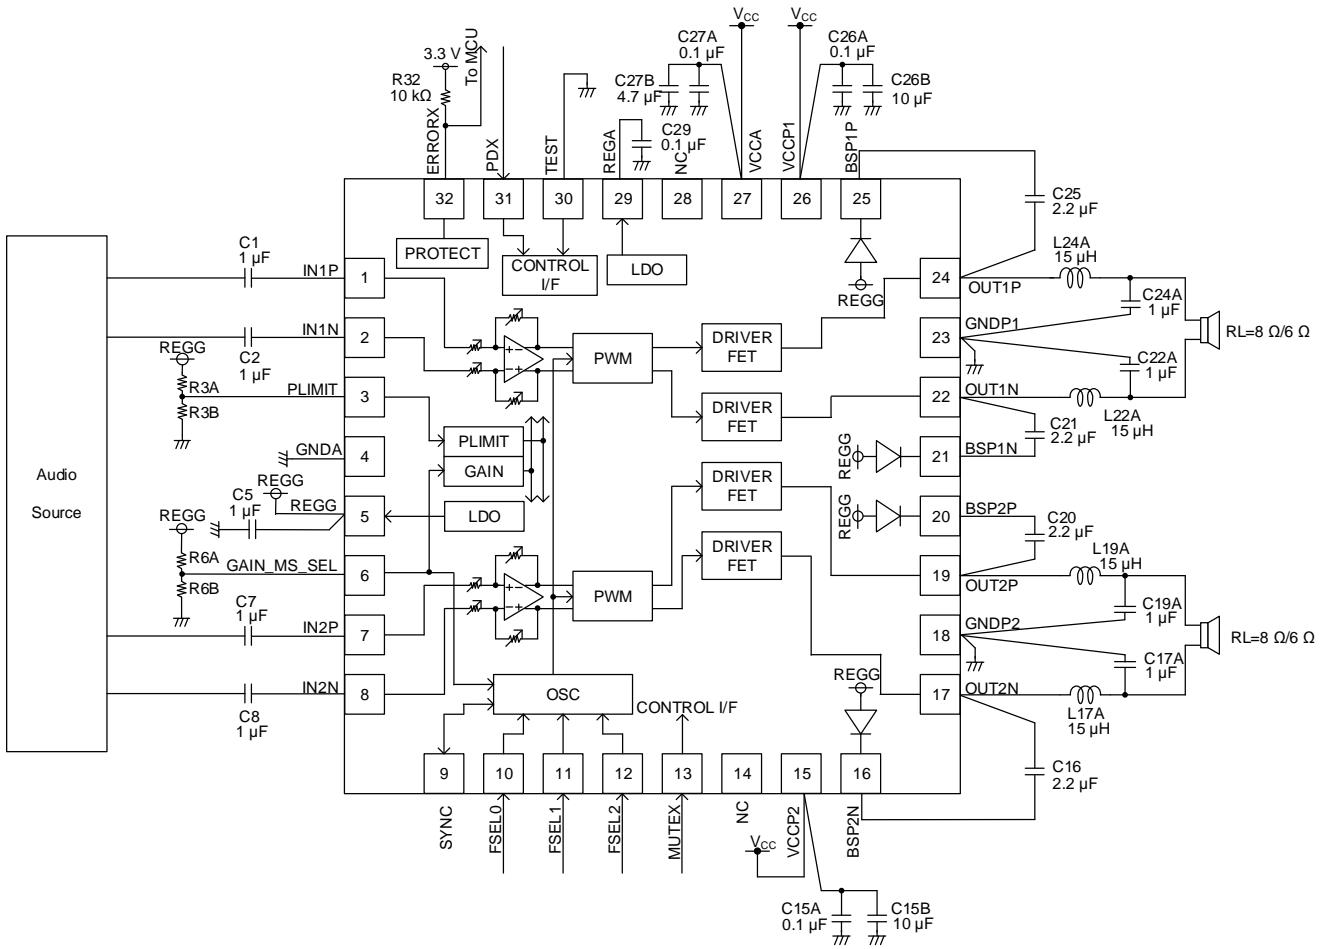 VCC
VCC
C27A
0.1 µF
C26A
0.1 µF
3.3 V
To MCU
R32
10 kΩ
C27B
4.7 µF
C26B
10 µF
C29
0.1 µF
ERRORX
PDX
TEST
REGA
NC
VCCA
VCCP1
BSP1P
32
31
30
29
28
27
26
25
C25
2.2 µF
PROTECT
CONTROL
I/F
LDO
REGG
Audio
Source
C1
1 µF
IN1P
1
IN1N
2
C2
1 µF
REGG
R3A
R3B
PLIMIT
3
GNDA
4
REGG
C5
1 µF
REGG
5
REGG
R6A
R6B
GAIN_MS_SEL
6
C7
1 µF
IN2P
7
IN2N
8
C8
1 µF
PWM
DRIVER
FET
DRIVER
FET
PLIMIT
GAIN
LDO
DRIVER
FET
DRIVER
FET
PWM
OSC
CONTROL I/F
REGG
24
OUT1P
L24A
15 µH
C24A
1 µF
GNDP1
23
RL=8 Ω/6 Ω
C22A
1 µF
22
OUT1N
L22A
15 µH
C21
2.2 µF
REGG
21
BSP1N
REGG
20
BSP2P
C20
2.2 µF
19
OUT2P
L19A
15 µH
C19A
1 µF
GNDP2
18
RL=8 Ω/6 Ω
C17A
1 µF
17
OUT2N
L17A
15 µH
C16
2.2 µF
9
10
11
12
13
14
15
16
SYNC
FSEL0
FSEL1
FSEL2
MUTEX
NC
VCCP2
BSP2N
VCC
C15A
0.1 µF
C15B
10 µF